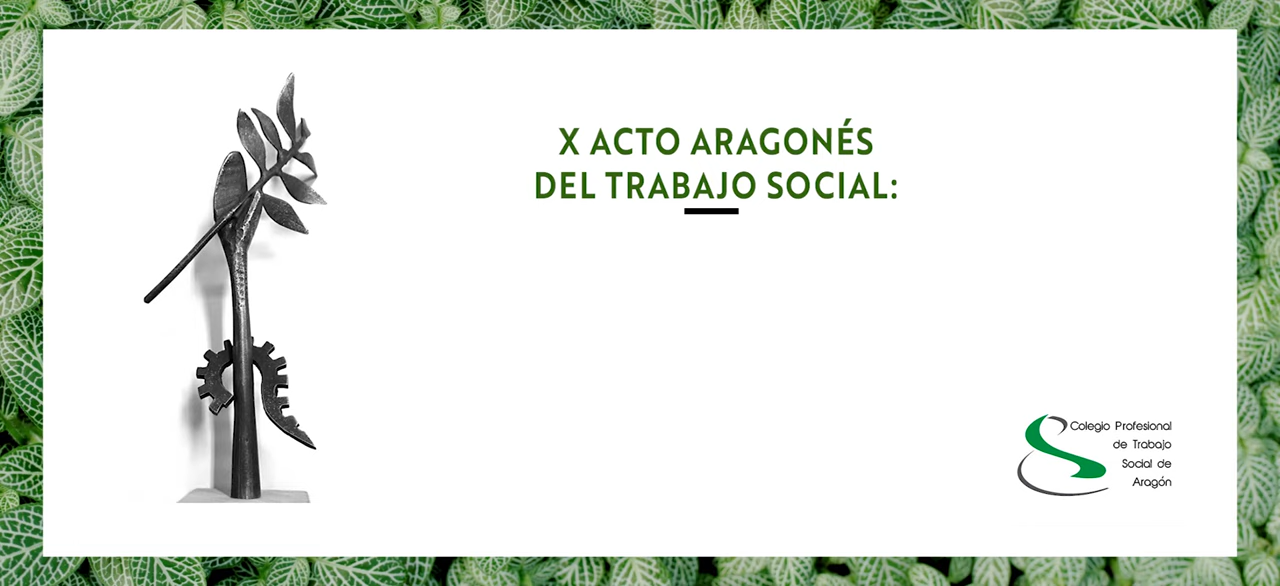 X ACTO ARAGONÉS
DEL TRABAJO SOCIAL:
Colegio Profesional
de Trabajo
Social de
Aragón